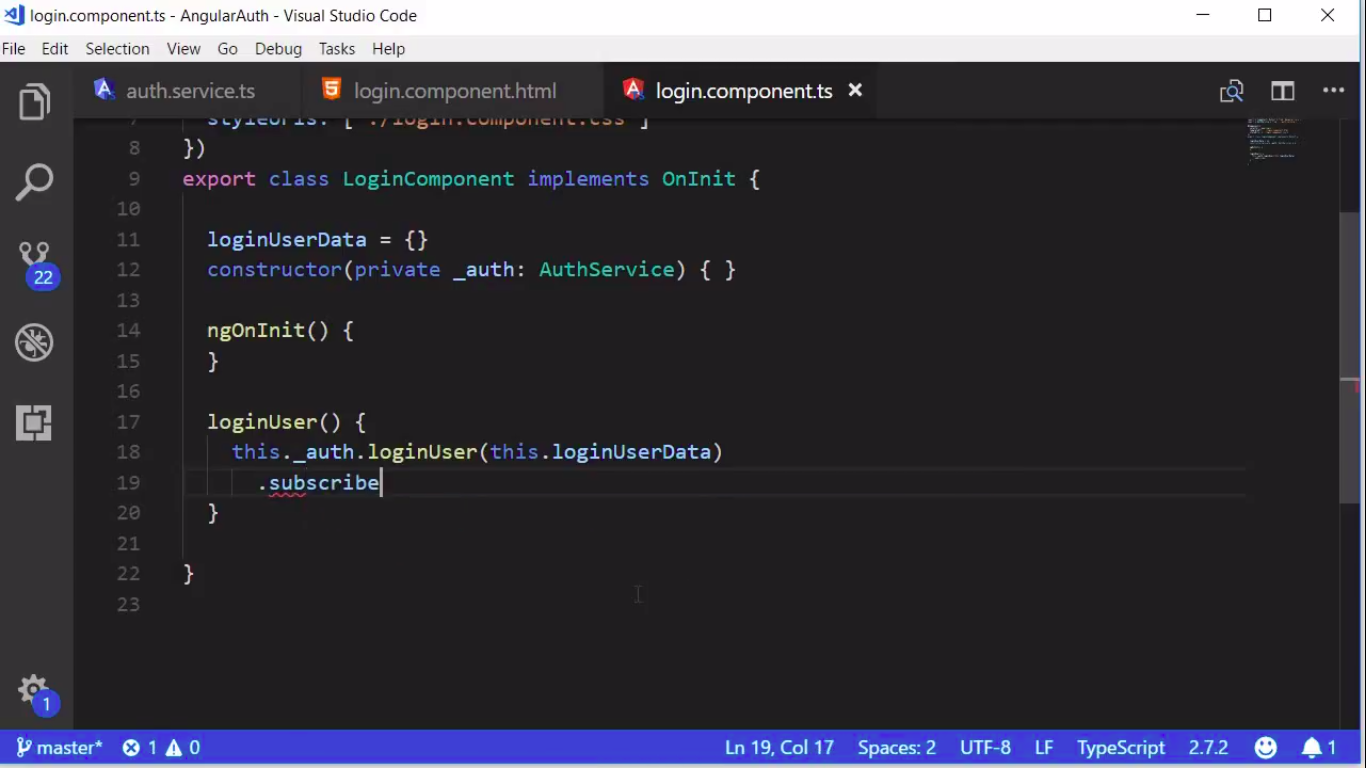 login.component.ts - AngularAuth - Visual Studio Code
File Edit Selection View Go Debug Tasks Help
auth.service.ts login.component.html login.component.ts
7 styleUrls: ['./login.component.css']
8 })
9 export class LoginComponent implements OnInit {
10
11 loginUserData = {}
12 constructor(private _auth: AuthService) { }
13
14 ngOnInit() {
15 }
16
17 loginUser() {
18 this._auth.loginUser(this.loginUserData)
19 .subscribe
20 }
21
22 }
23
22
1
master* 1 0 Ln 19, Col 17 Spaces: 2 UTF-8 LF TypeScript 2.7.2 1